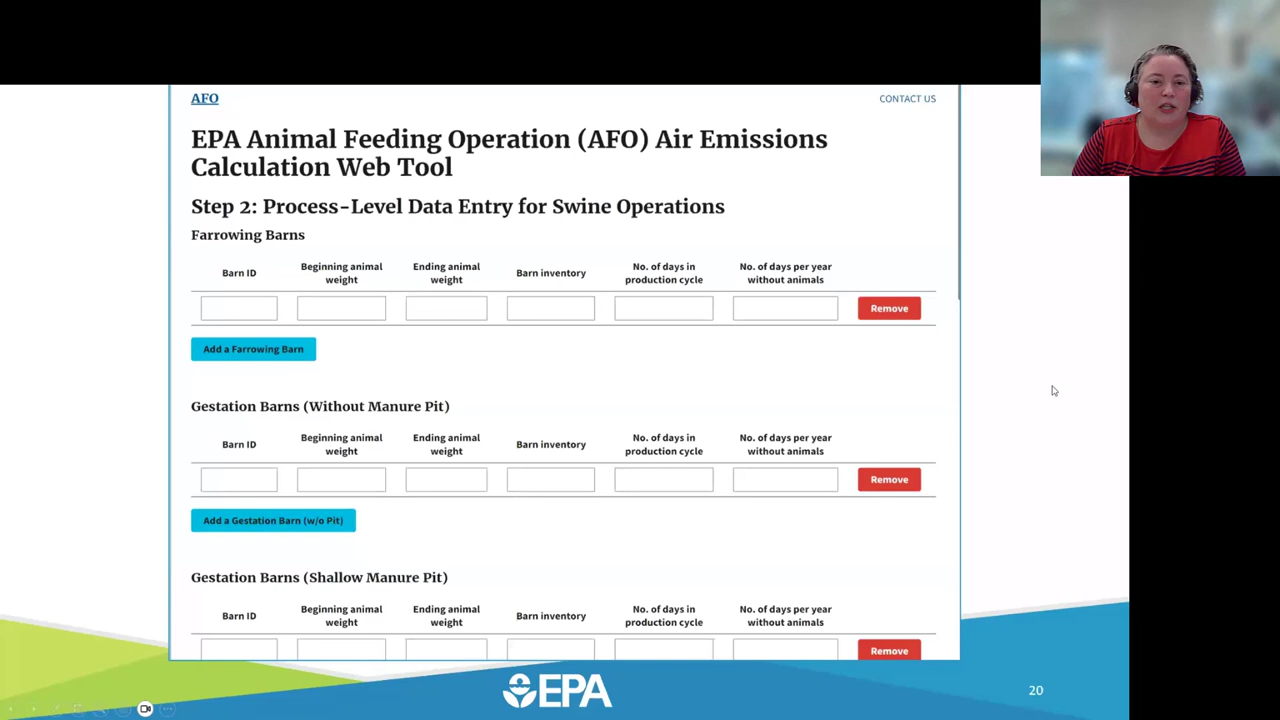 AFO
CONTACT US
EPA Animal Feeding Operation (AFO) Air Emissions
Calculation Web Tool
Step 2: Process-Level Data Entry for Swine Operations
Farrowing Barns
Barn ID
Beginning animal
weight
Ending animal
weight
Barn inventory
No. of days in
production cycle
No. of days per year
without animals
Remove
Add a Farrowing Barn
Gestation Barns (Without Manure Pit)
Barn ID
Beginning animal
weight
Ending animal
weight
Barn inventory
No. of days in
production cycle
No. of days per year
without animals
Remove
Add a Gestation Barn (w/o Pit)
Gestation Barns (Shallow Manure Pit)
Barn ID
Beginning animal
weight
Ending animal
weight
Barn inventory
No. of days in
production cycle
No. of days per year
without animals
Remove
EPA
20